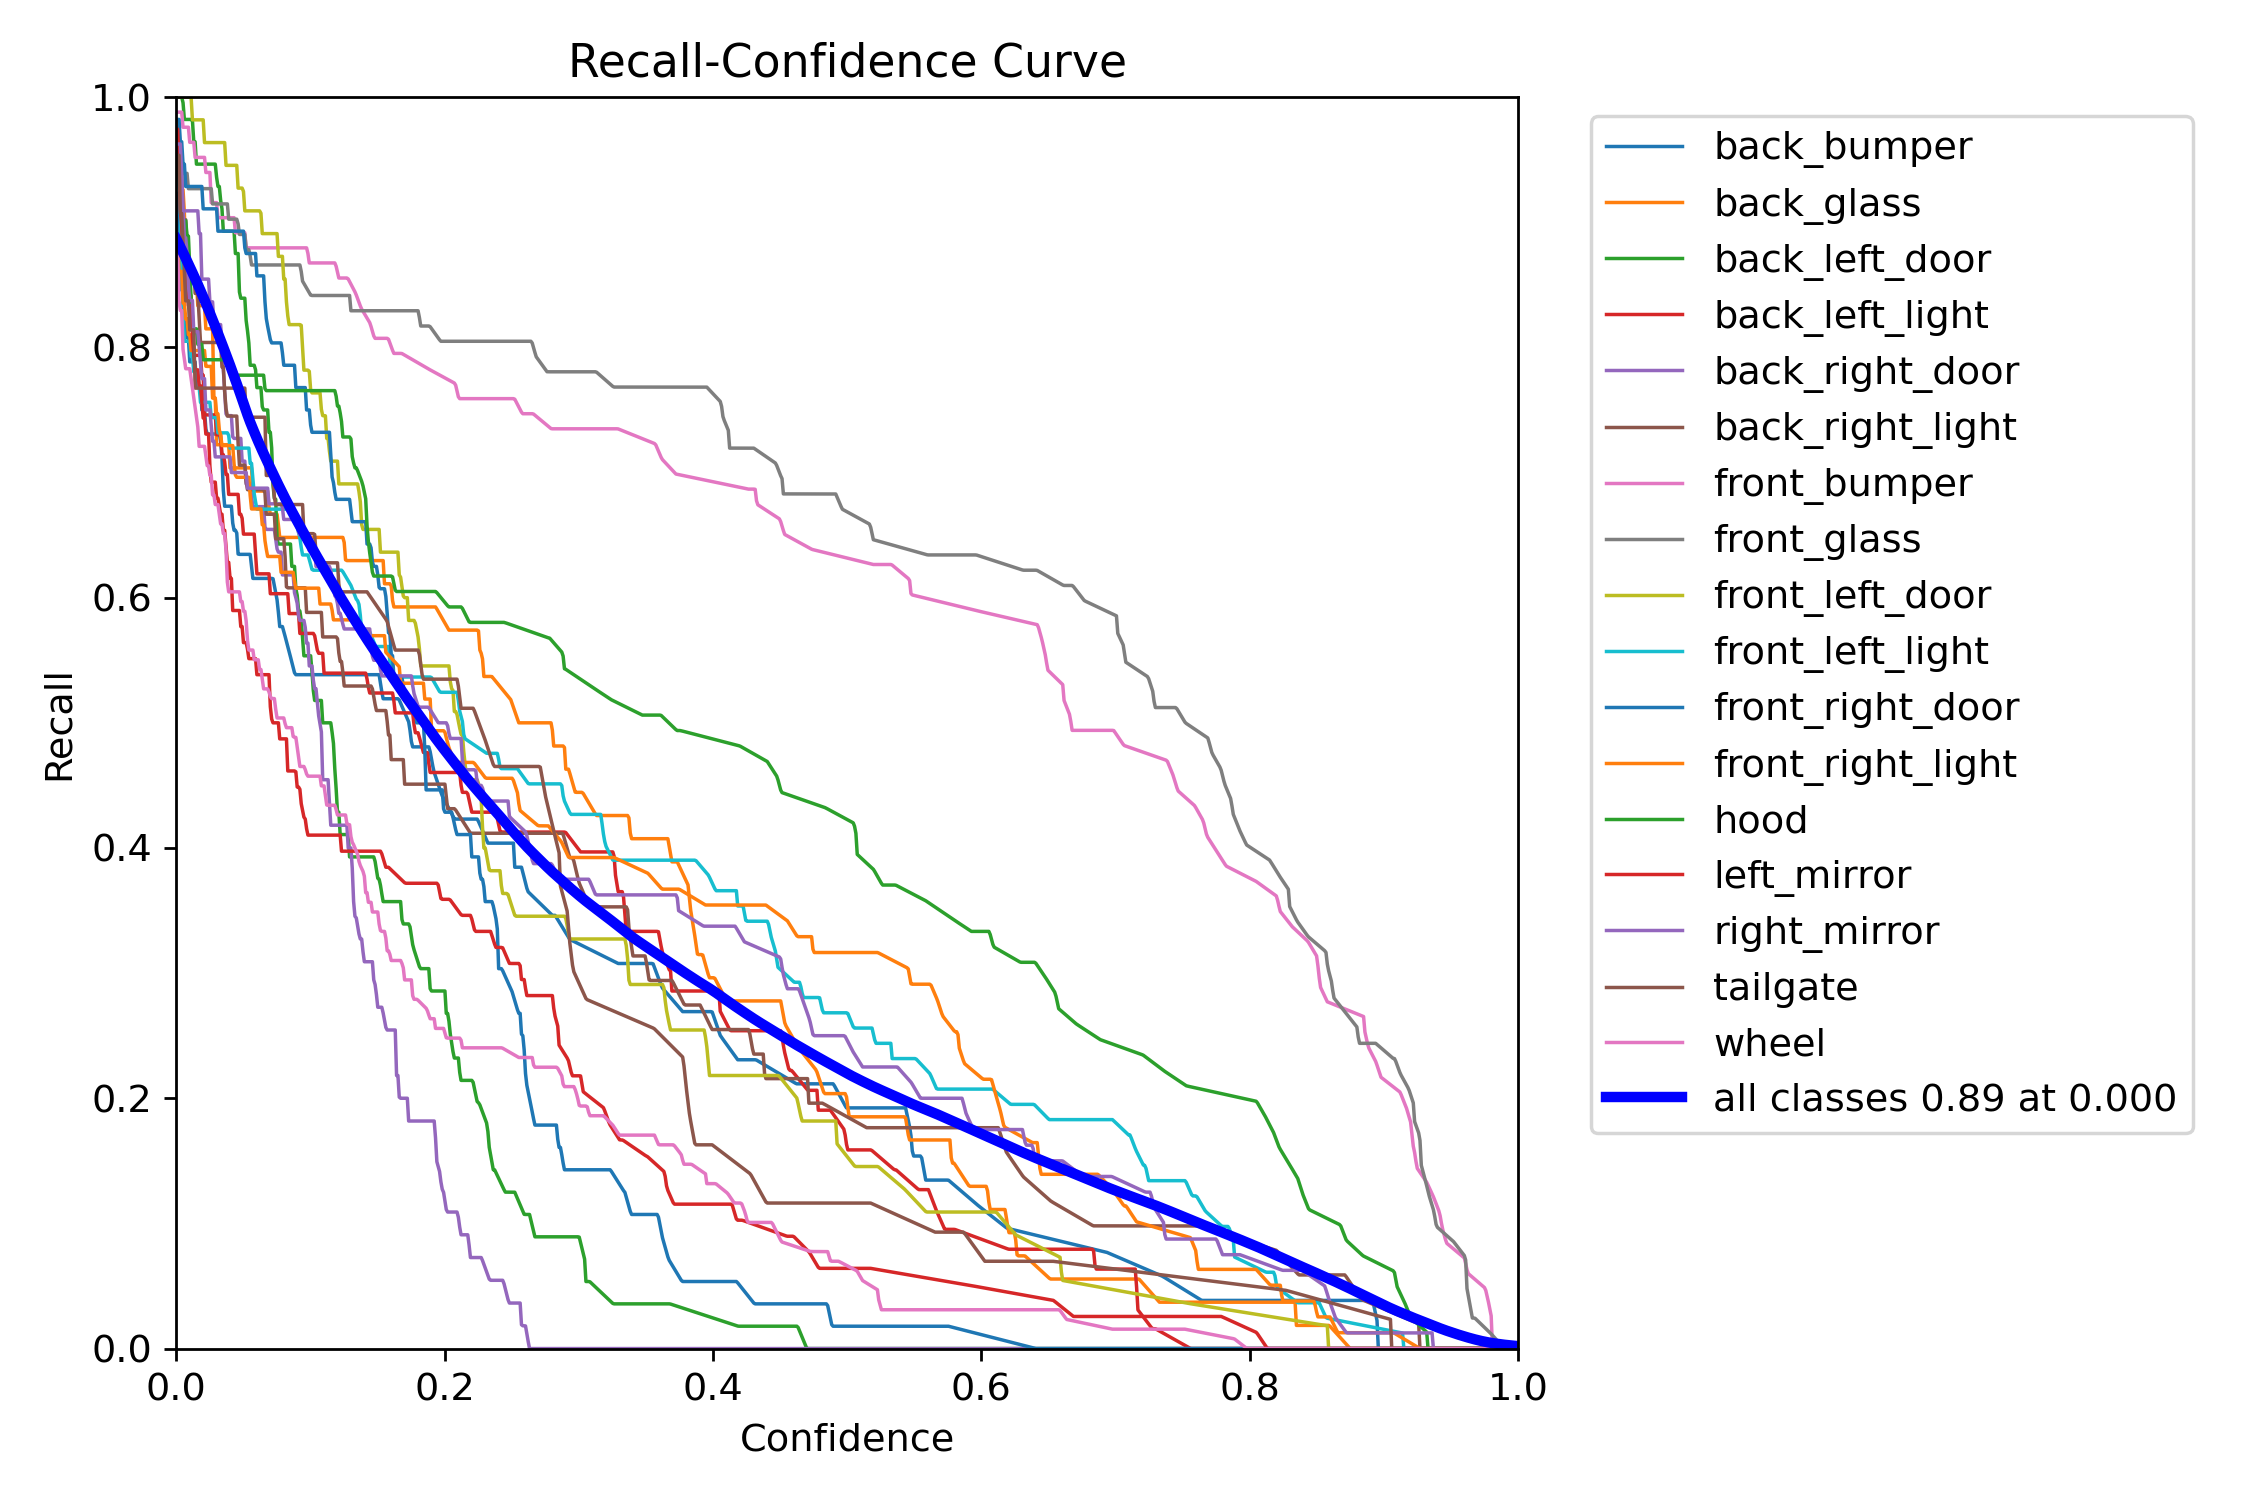 Recall-Confidence Curve
1.0
0.8
0.6
0.4
0.2
0.0
Recall
0.0 0.2 0.4 0.6 0.8 1.0
Confidence
back_bumper
back_glass
back_left_door
back_left_light
back_right_door
back_right_light
front_bumper
front_glass
front_left_door
front_left_light
front_right_door
front_right_light
hood
left_mirror
right_mirror
tailgate
wheel
all classes 0.89 at 0.000